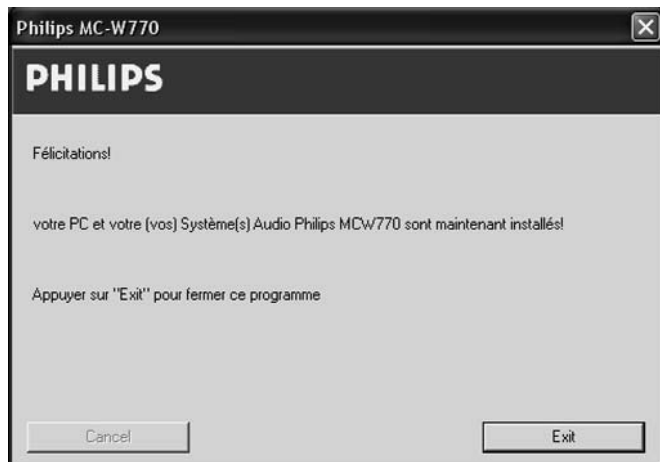 Philips MC-W770
PHILIPS
Félicitations!
votre PC et votre (vos) Système(s) Audio Philips MCW770 sont maintenant installés!
Appuyer sur "Exit" pour fermer ce programme
Cancel
Exit